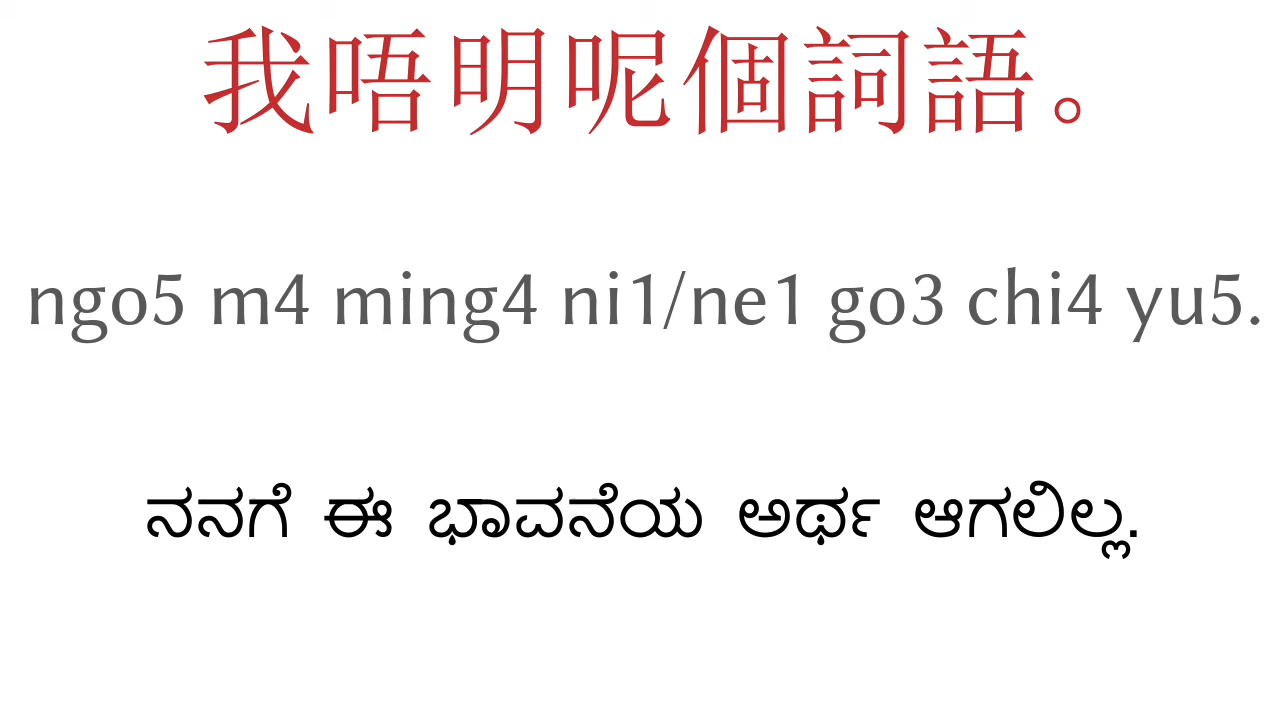 我唔明呢個詞語。
ngo5 m4 ming4 ni1/ne1 go3 chi4 yu5.
ನನಗೆ ಈ ಭಾವನೆಯ ಅರ್ಥ ಆಗಲಿಲ್ಲ.